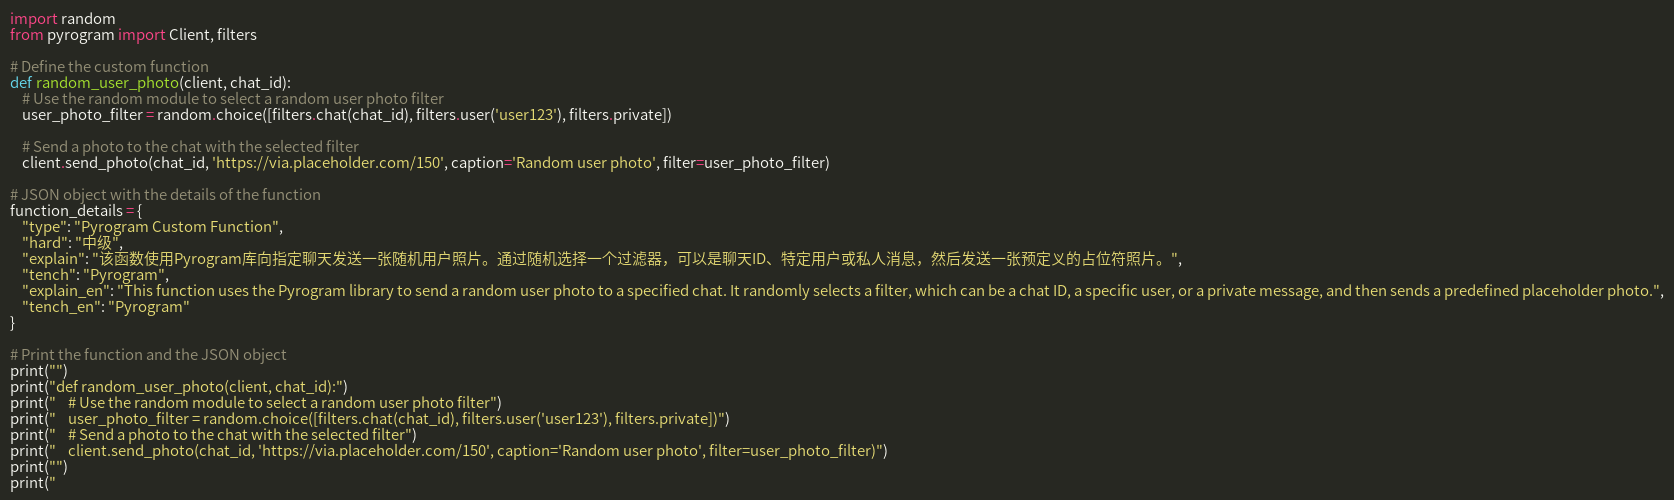 import random
from pyrogram import Client, filters

# Define the custom function
def random_user_photo(client, chat_id):
    # Use the random module to select a random user photo filter
    user_photo_filter = random.choice([filters.chat(chat_id), filters.user('user123'), filters.private])

    # Send a photo to the chat with the selected filter
    client.send_photo(chat_id, 'https://via.placeholder.com/150', caption='Random user photo', filter=user_photo_filter)

# JSON object with the details of the function
function_details = {
    "type": "Pyrogram Custom Function",
    "hard": "中级",
    "explain": "该函数使用Pyrogram库向指定聊天发送一张随机用户照片。通过随机选择一个过滤器，可以是聊天ID、特定用户或私人消息，然后发送一张预定义的占位符照片。",
    "tench": "Pyrogram",
    "explain_en": "This function uses the Pyrogram library to send a random user photo to a specified chat. It randomly selects a filter, which can be a chat ID, a specific user, or a private message, and then sends a predefined placeholder photo.",
    "tench_en": "Pyrogram"
}

# Print the function and the JSON object
print("")
print("def random_user_photo(client, chat_id):")
print("    # Use the random module to select a random user photo filter")
print("    user_photo_filter = random.choice([filters.chat(chat_id), filters.user('user123'), filters.private])")
print("    # Send a photo to the chat with the selected filter")
print("    client.send_photo(chat_id, 'https://via.placeholder.com/150', caption='Random user photo', filter=user_photo_filter)")
print("")
print("